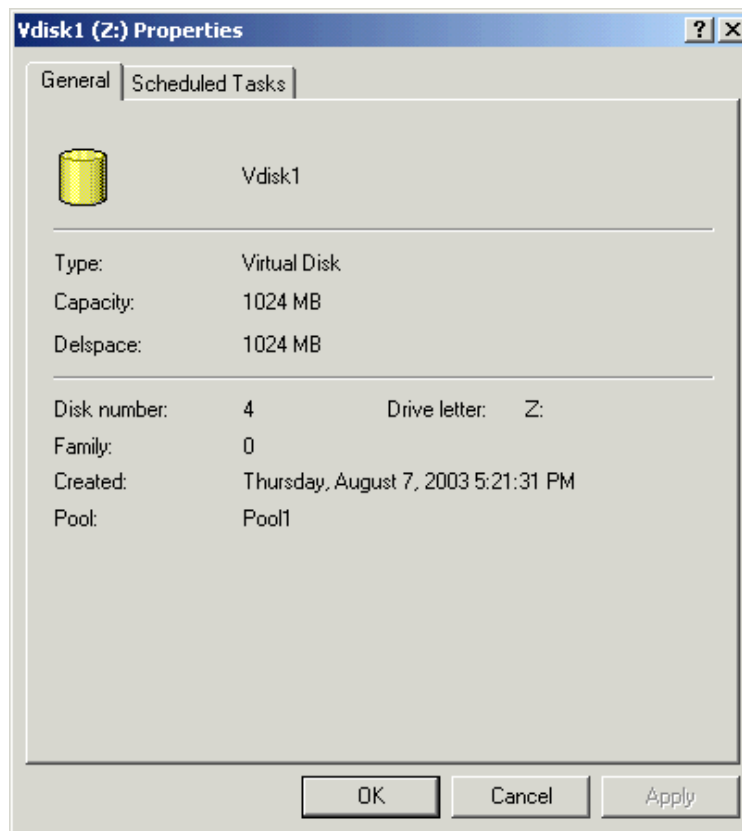 Vdisk1 (Z:) Properties
General Scheduled Tasks
Vdisk1
Type: Virtual Disk
Capacity: 1024 MB
Delspace: 1024 MB
Disk number: 4 Drive letter: Z:
Family: 0
Created: Thursday, August 7, 2003 5:21:31 PM
Pool: Pool1
OK Cancel Apply